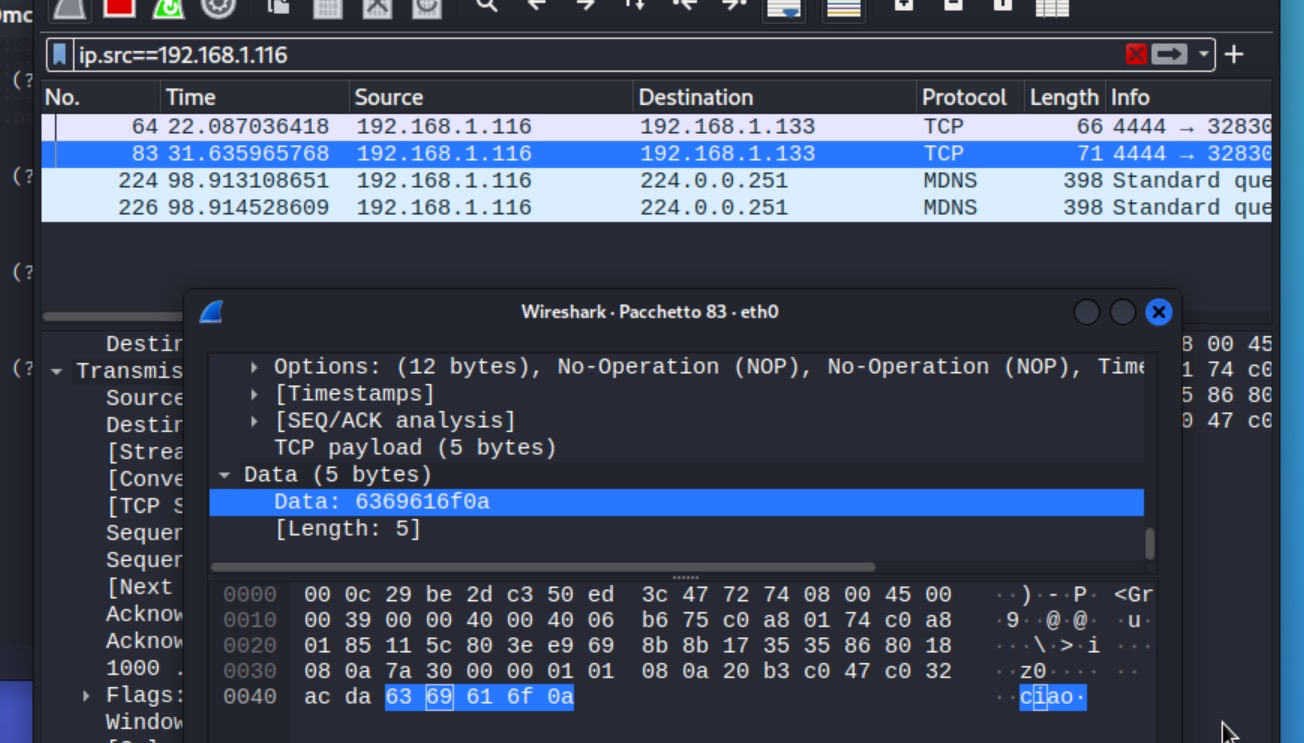 ip.src==192.168.1.116
No. Time Source Destination Protocol Length Info
64 22.087036418 192.168.1.116 192.168.1.133 TCP 66 4444 → 32830
83 31.635965768 192.168.1.116 192.168.1.133 TCP 71 4444 → 32830
224 98.913108651 192.168.1.116 224.0.0.251 MDNS 398 Standard que
226 98.914528609 192.168.1.116 224.0.0.251 MDNS 398 Standard que
(?
(?
(?
(?
Destin
Transmis
Source
Destin
[Strea
[Conve
[TCP S
Sequen
Sequen
[Next
Acknow
Acknow
1000 .
Flags:
Window
8 00 45
1 74 c0
5 86 80
0 47 c0
Wireshark · Pacchetto 83 · eth0
Options: (12 bytes), No-Operation (NOP), No-Operation (NOP), Time
[Timestamps]
[SEQ/ACK analysis]
TCP payload (5 bytes)
Data (5 bytes)
Data: 6369616f0a
[Length: 5]
0000 00 0c 29 be 2d c3 50 ed 3c 47 72 74 08 00 45 00 ··)·-·P· <Gr
0010 00 39 00 00 40 00 40 06 b6 75 c0 a8 01 74 c0 a8 ·9··@·@· ·u·
0020 01 85 11 5c 80 3e e9 69 8b 8b 17 35 35 86 80 18 ···\·>·i ···
0030 08 0a 7a 30 00 00 01 01 08 0a 20 b3 c0 47 c0 32 ··z0···· ··
0040 ac da 63 69 61 6f 0a ··ciao·